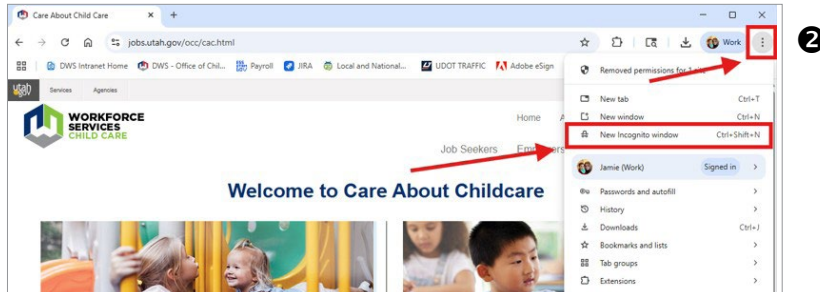 Care About Child Care
jobs.utah.gov/occ/cac.html
Work
❷
DWS Intranet Home DWS - Office of Chil... Payroll JIRA Local and National... UDOT TRAFFIC Adobe eSign
Removed permissions for
utah Services Agencies
New tab Ctrl+T
WORKFORCE
SERVICES
CHILD CARE
Home A
New window Ctrl+N
New Incognito window Ctrl+Shift+N
Job Seekers
Jamie (Work) Signed in
Welcome to Care About Childcare
Passwords and autofill
History
Downloads Ctrl+J
Bookmarks and lists
Tab groups
Extensions